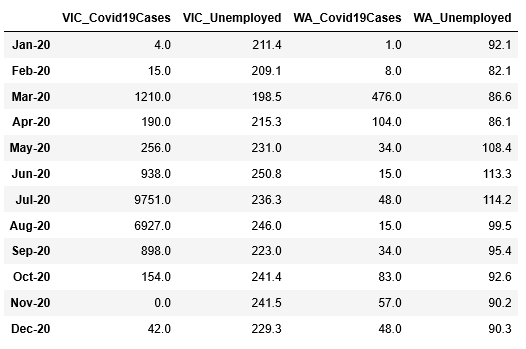 VIC_Covid19Cases VIC_Unemployed WA_Covid19Cases WA_Unemployed
Jan-20 4.0 211.4 1.0 92.1
Feb-20 15.0 209.1 8.0 82.1
Mar-20 1210.0 198.5 476.0 86.6
Apr-20 190.0 215.3 104.0 86.1
May-20 256.0 231.0 34.0 108.4
Jun-20 938.0 250.8 15.0 113.3
Jul-20 9751.0 236.3 48.0 114.2
Aug-20 6927.0 246.0 15.0 99.5
Sep-20 898.0 223.0 34.0 95.4
Oct-20 154.0 241.4 83.0 92.6
Nov-20 0.0 241.5 57.0 90.2
Dec-20 42.0 229.3 48.0 90.3